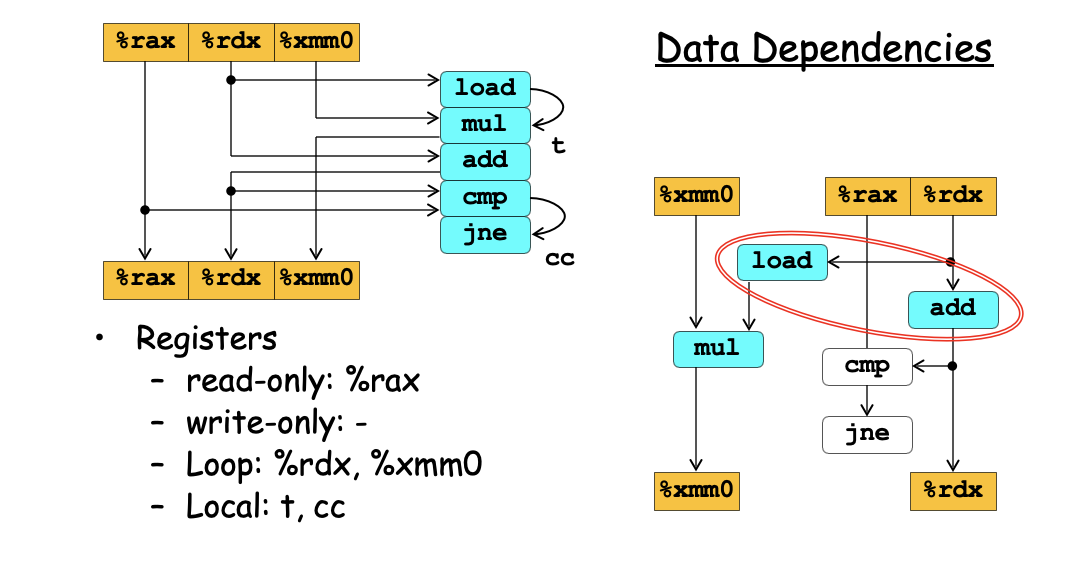 %rax %rdx %xmm0
Data Dependencies
load
mul
t
add
cmp
jne
cc
%rax %rdx %xmm0
• Registers
– read-only: %rax
– write-only: -
– Loop: %rdx, %xmm0
– Local: t, cc
%xmm0 %rax %rdx
load
add
mul
cmp
jne
%xmm0 %rdx